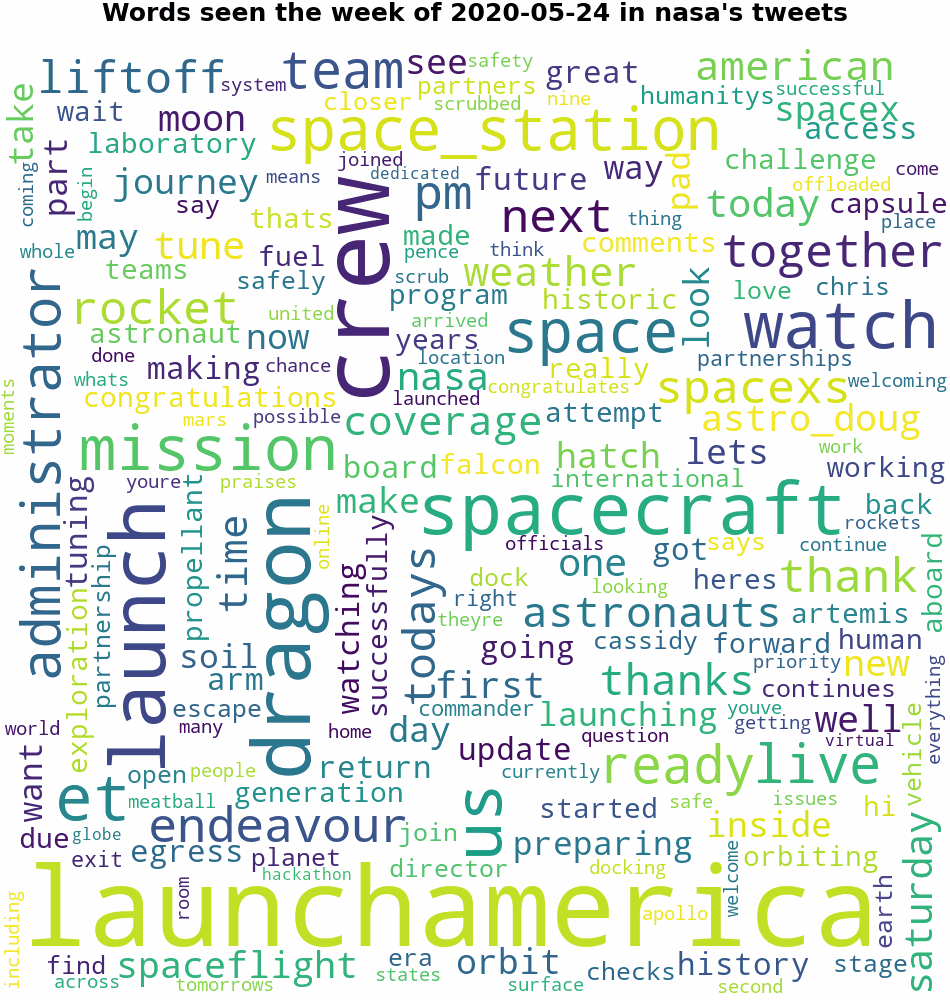 Words seen the week of 2020-05-24 in nasa's tweets
liftoff
system
team
see
safety
great
american
take
wait
moon
closer
partners
scrubbed
nine
humanitys
successful
spacex
access
laboratory
space_station
part
coming
begin
journey
means
joined
dedicated
pm
future
way
pad
challenge
offloaded
come
capsule
say
thats
crew
next
thing
today
place
whole
may
tune
fuel
made
pence
think
comments
together
teams
safely
scrub
weather
look
love
chris
rocket
united
program
historic
astronaut
now
arrived
years
space
watch
done
making
chance
location
really
partnerships
whats
nasa
congratulates
spacexs
welcoming
moments
congratulations
launched
mars
possible
coverage
attempt
astro_doug
administrator
mission
board
falcon
hatch
lets
work
working
international
youre
praises
make
spacecraft
back
rockets
explorationtuning
launch
propellant
time
dragon
online
successfully
officials
got
says
continue
aboard
partnership
watching
todays
one
dock
looking
heres
thank
right
theyre
astronauts
artemis
soil
going
cassidy
forward
human
arm
first
priority
new
everything
thanks
continues
escape
commander
launching
youve
getting
well
world
many
home
day
update
question
virtual
want
open
people
return
currently
ready
live
vehicle
et
meatball
generation
us
started
safe
issues
hi
due
globe
endeavour
join
preparing
inside
saturday
exit
egress
planet
hackathon
director
docking
welcome
orbiting
including
room
launchamerica
apollo
earth
find
across
spaceflight
tomorrows
era
states
orbit
surface
checks
history
second
stage